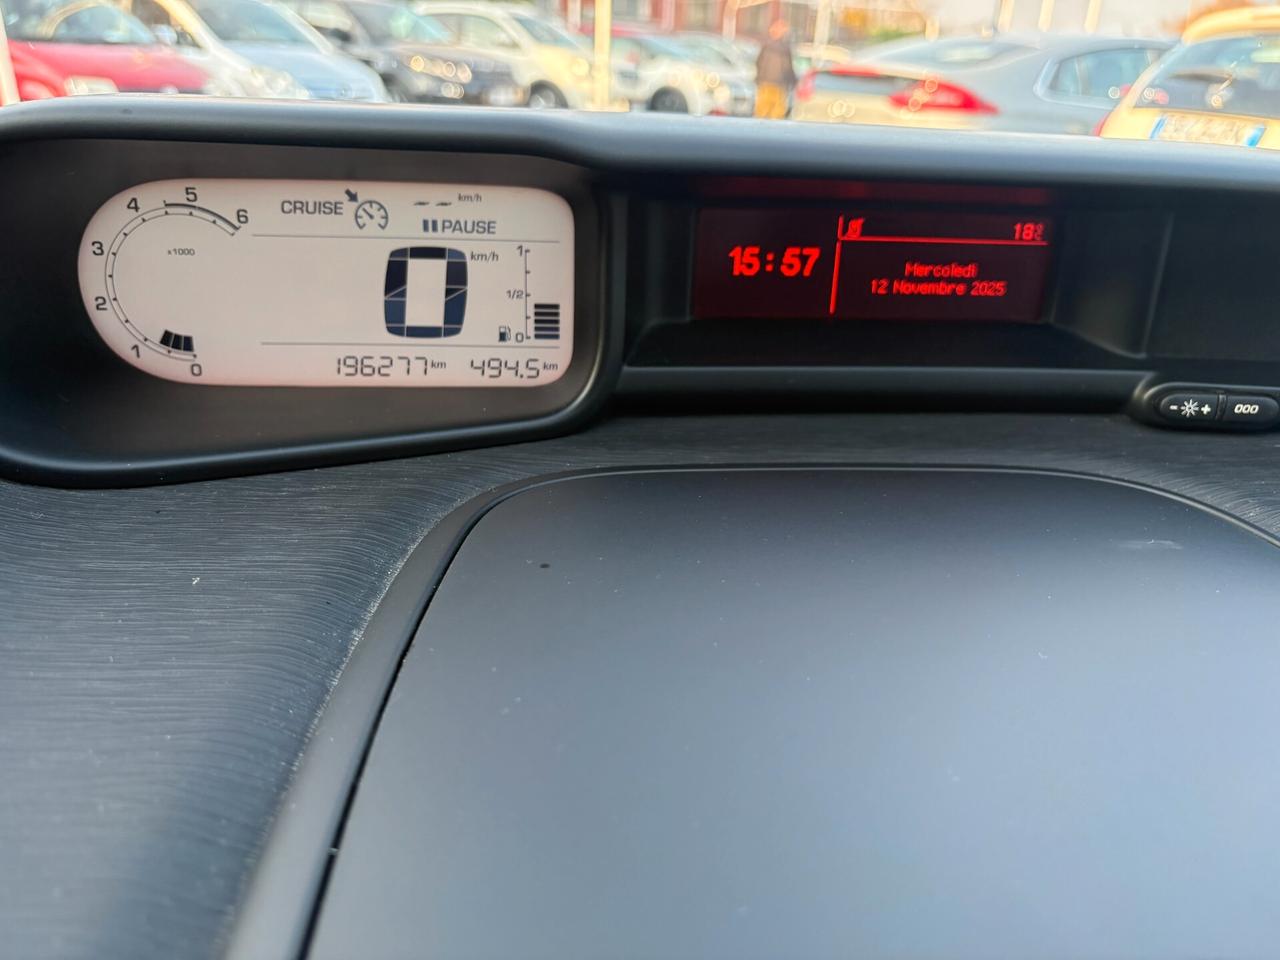 5
4
6
3
2
1
0
x1000
CRUISE -- km/h
PAUSE
0 km/h
1
1/2
0
196277 km 494.5 km
15:57
18°C
Mercoledì
12 Novembre 2025
- +
000